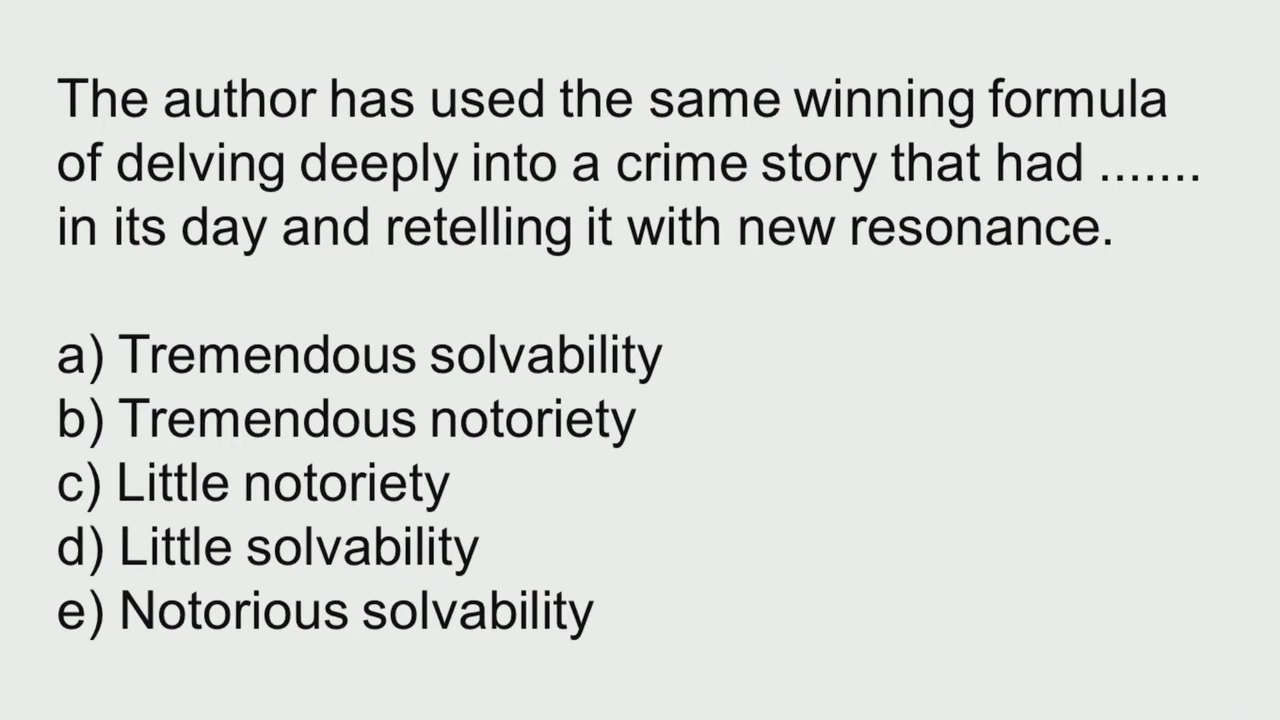 The author has used the same winning formula
of delving deeply into a crime story that had .......
in its day and retelling it with new resonance.
a) Tremendous solvability
b) Tremendous notoriety
c) Little notoriety
d) Little solvability
e) Notorious solvability